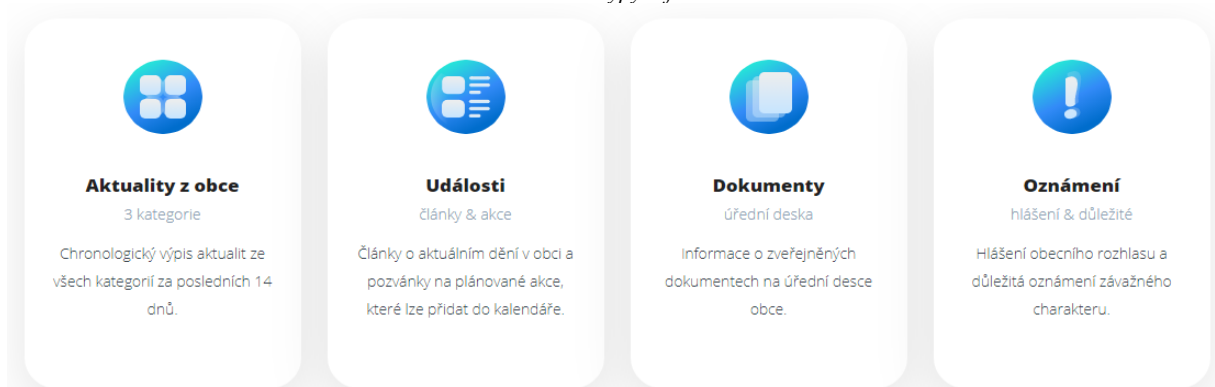 Aktuality z obce
3 kategorie
Chronologický výpis aktualit ze
všech kategorií za posledních 14
dnů.
Události
články & akce
Články o aktuálním dění v obci a
pozvánky na plánované akce,
které lze přidat do kalendáře.
Dokumenty
úřední deska
Informace o zveřejněných
dokumentech na úřední desce
obce.
Oznámení
hlášení & důležité
Hlášení obecního rozhlasu a
důležitá oznámení závažného
charakteru.